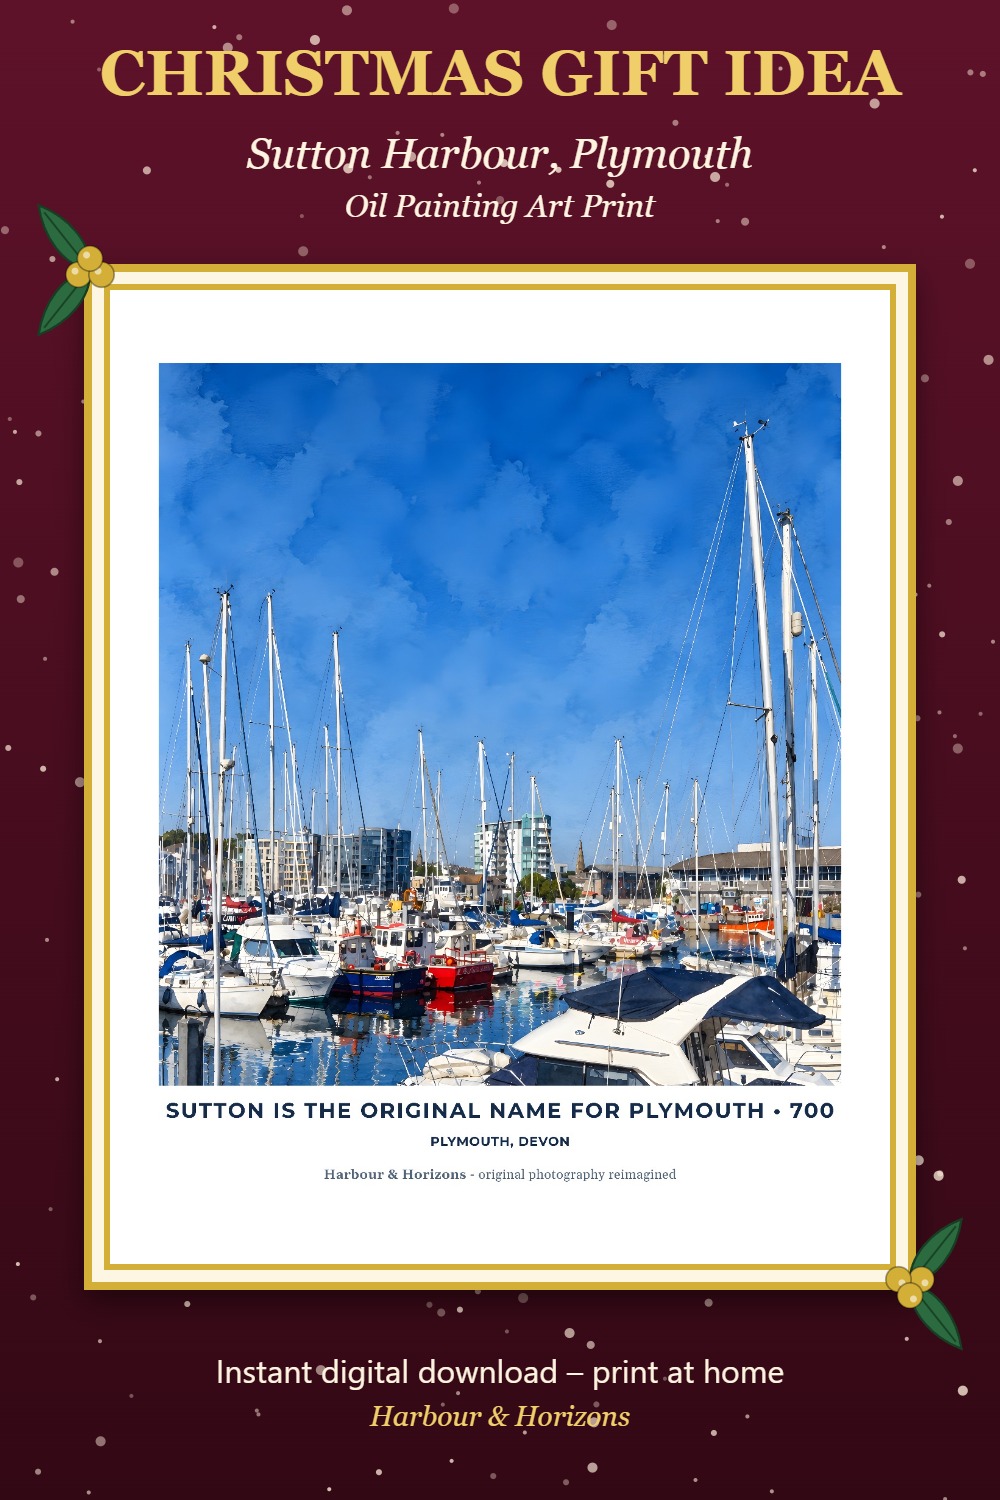 CHRISTMAS GIFT IDEA
Sutton Harbour, Plymouth
Oil Painting Art Print
SUTTON IS THE ORIGINAL NAME FOR PLYMOUTH • 700
PLYMOUTH, DEVON
Harbour & Horizons - original photography reimagined
Instant digital download – print at home
Harbour & Horizons